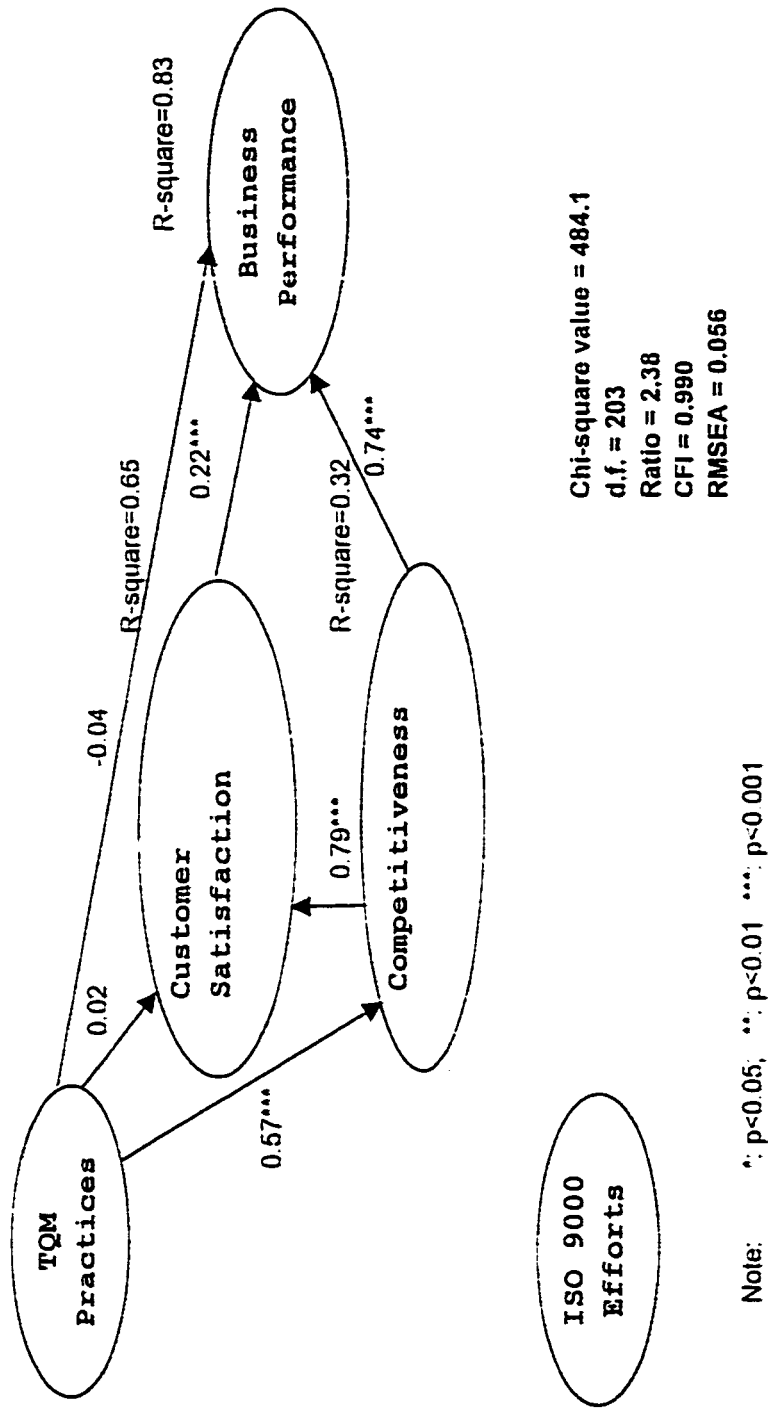 TQM
Practices
ISO 9000
Efforts
0.02
-0.04
0.57***
Customer
Satisfaction
R-square=0.65
0.79***
Competitiveness
R-square=0.32
0.22***
0.74***
R-square=0.83
Business
Performance
Chi-square value = 484.1
d.f. = 203
Ratio = 2.38
CFI = 0.990
RMSEA = 0.056
Note: *: p<0.05; **: p<0.01 ***: p<0.001